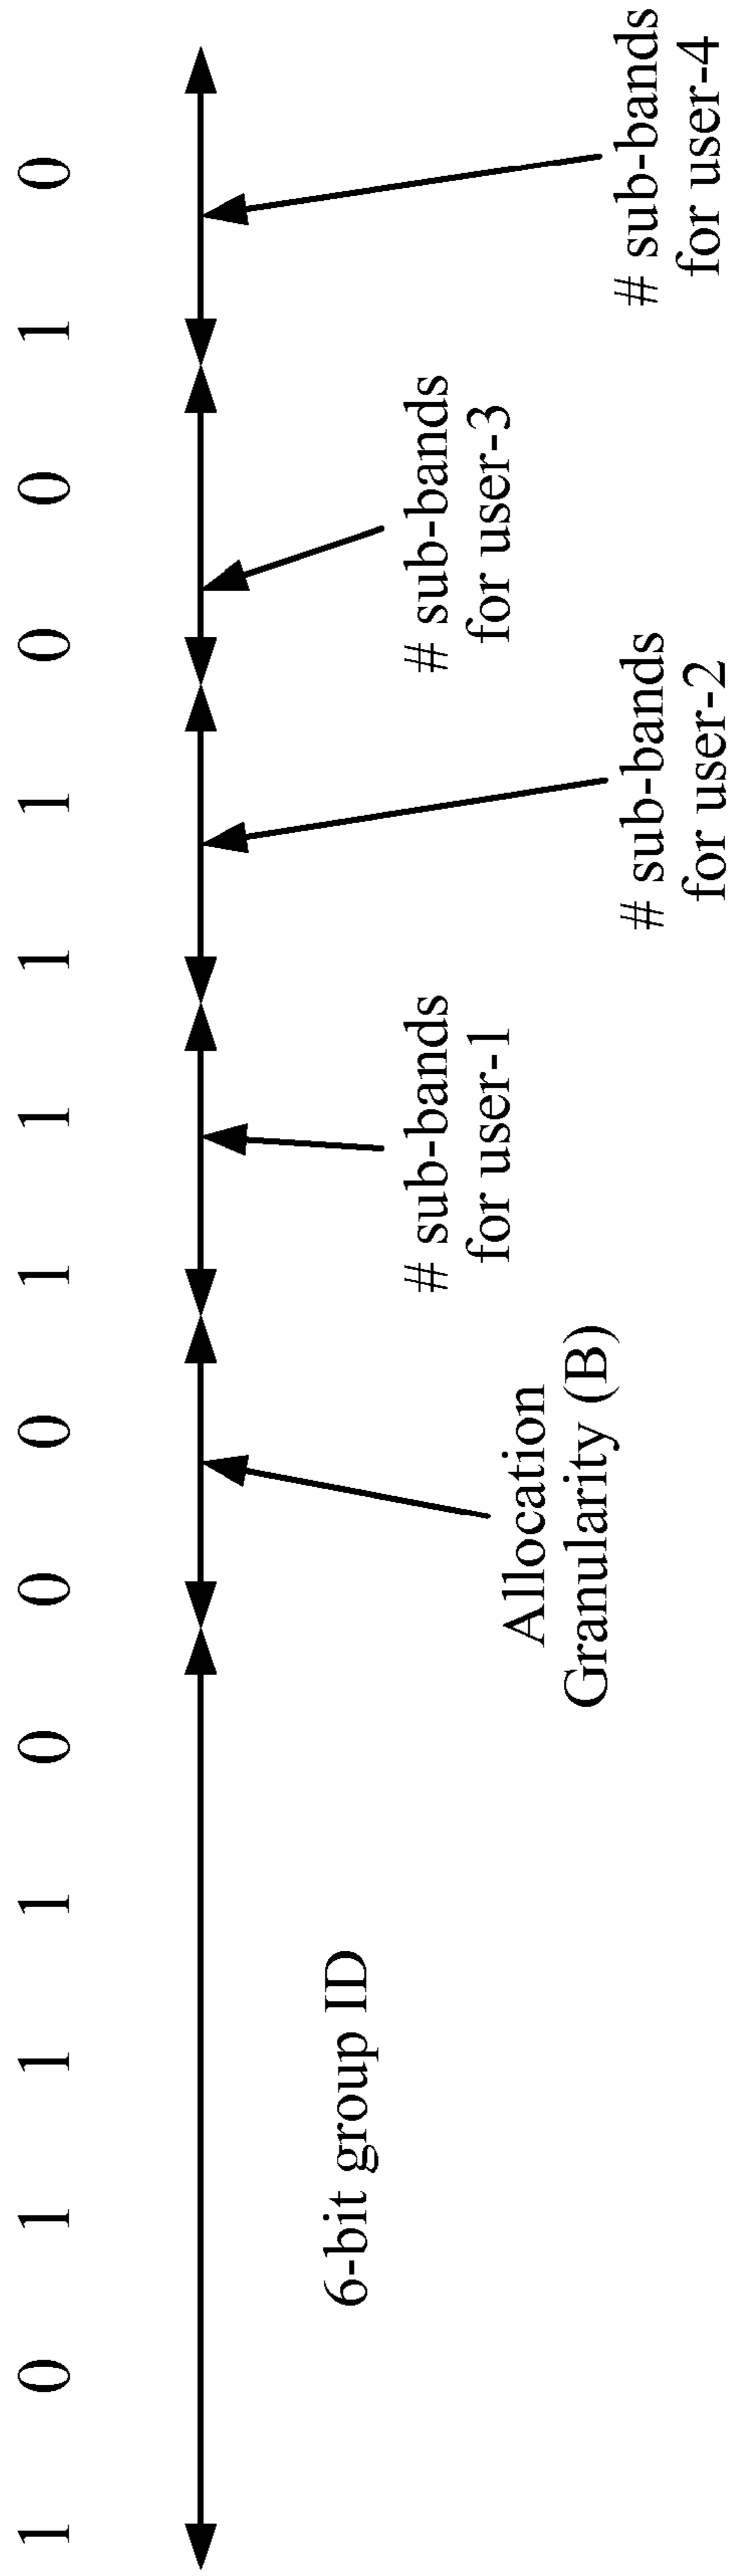 1 0 1 1 1 0 0 0 1 1 1 1 0 0 1 0
6-bit group ID
Allocation
Granularity (B)
# sub-bands
for user-1
# sub-bands
for user-2
# sub-bands
for user-3
# sub-bands
for user-4